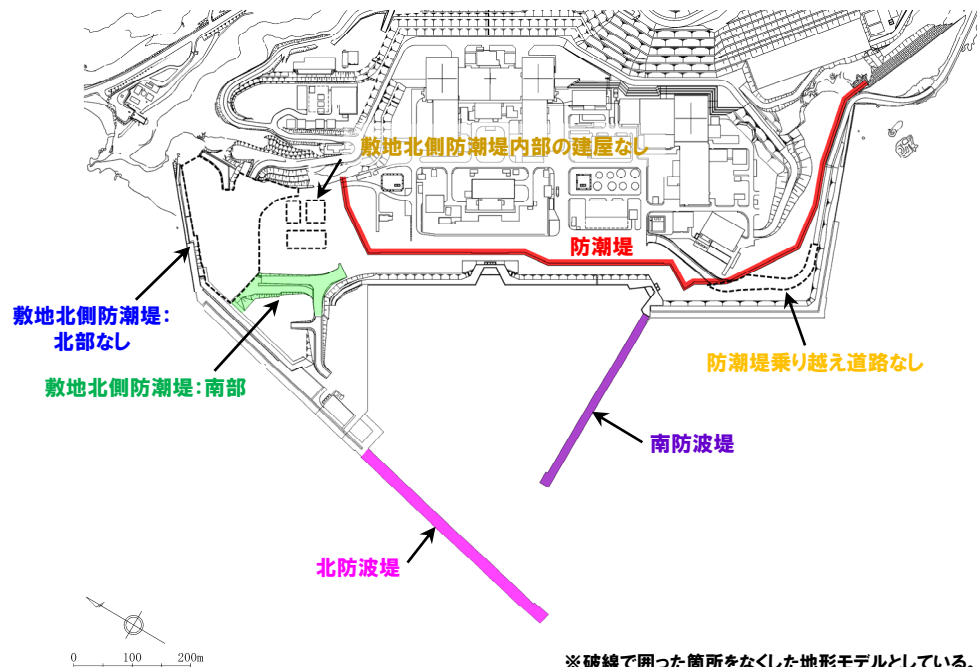 敷地北側防潮堤内部の建屋なし
防潮堤
敷地北側防潮堤:
北部なし
敷地北側防潮堤:南部
防潮堤乗り越え道路なし
南防波堤
北防波堤
0 100 200m
※破線で囲った箇所をなくした地形モデルとしている。